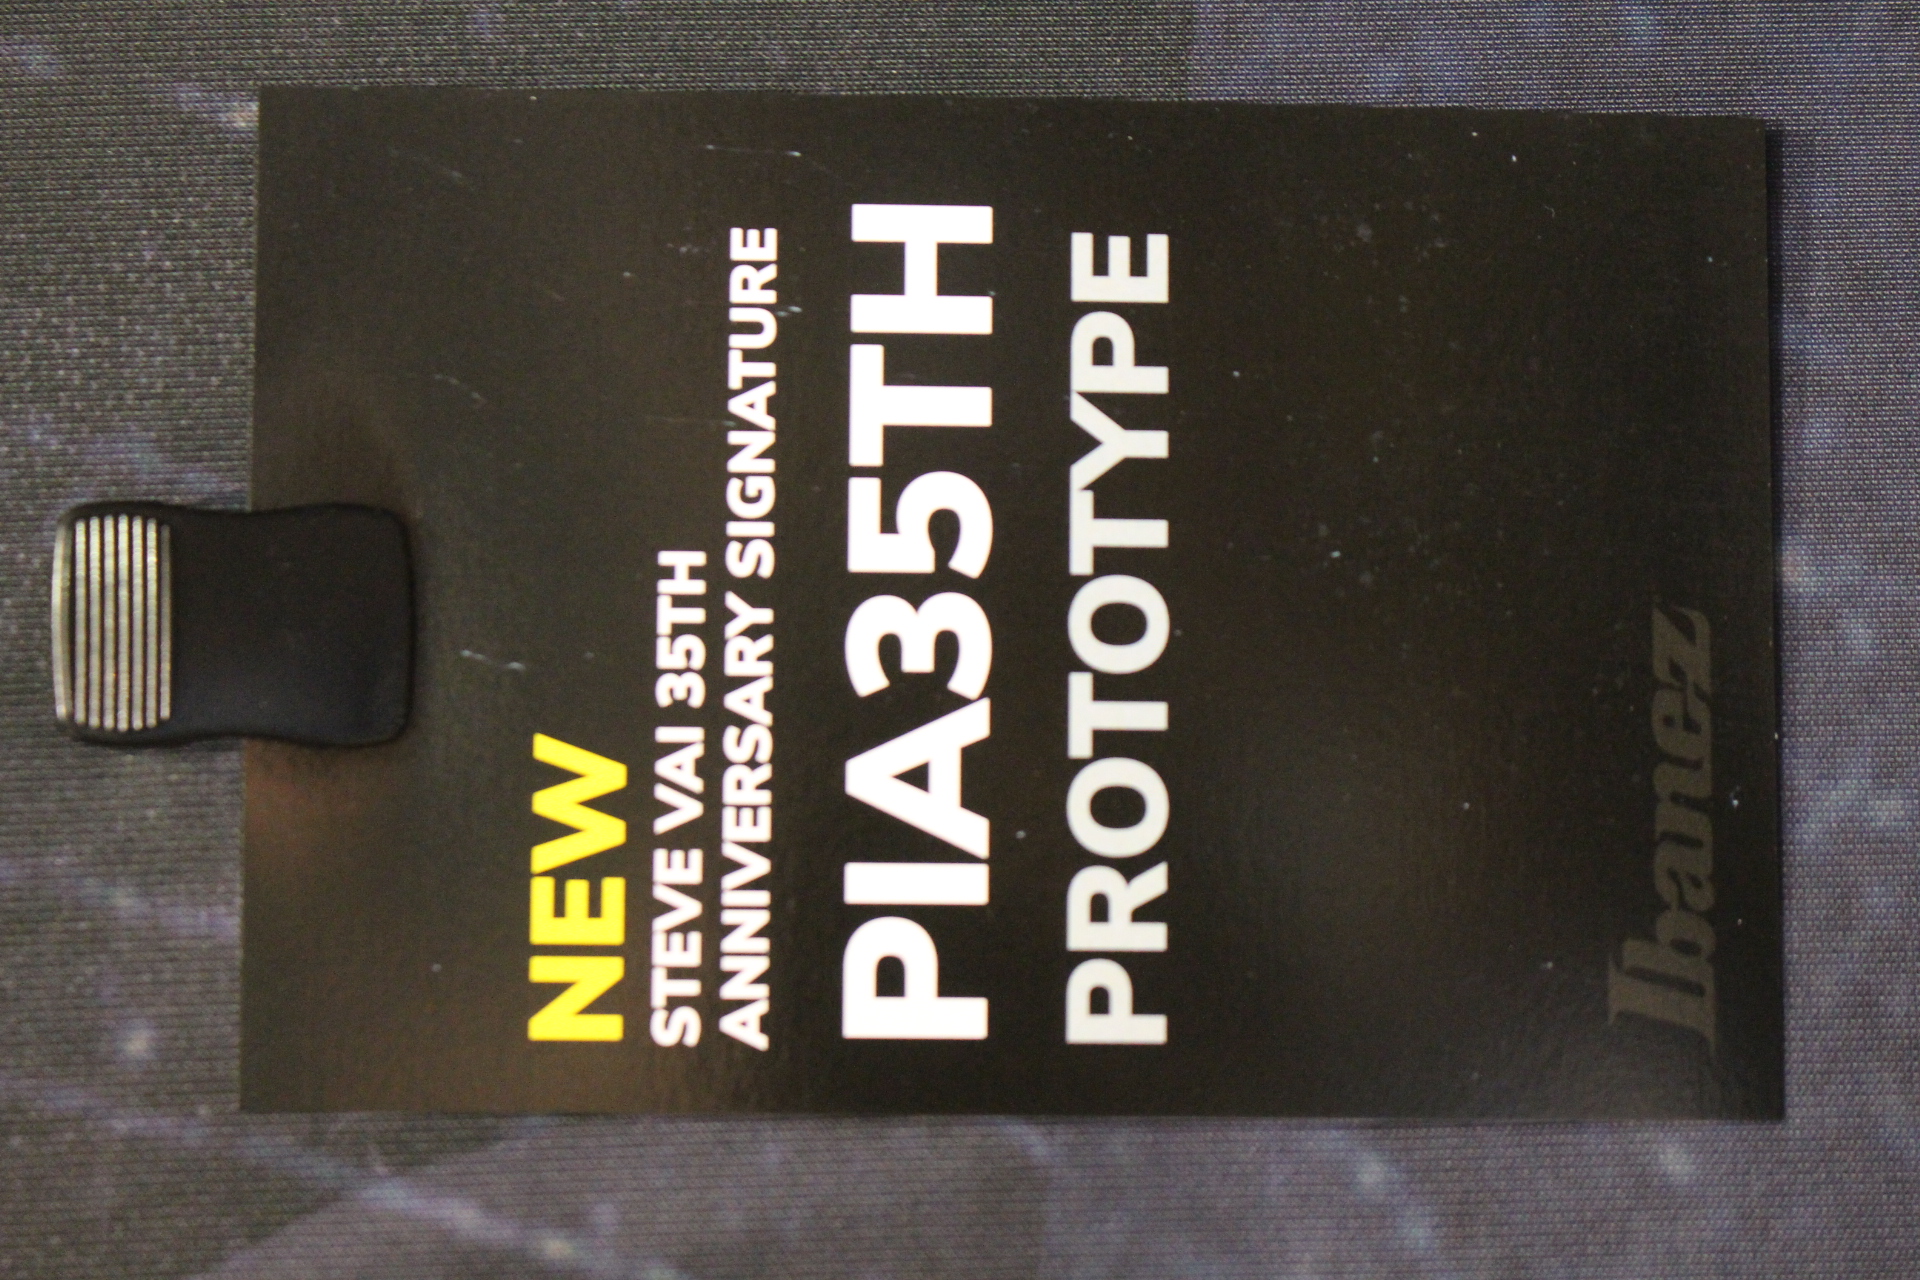 NEW
STEVE VAI 35TH
ANNIVERSARY SIGNATURE
PIA35TH
PROTOTYPE
Ibanez